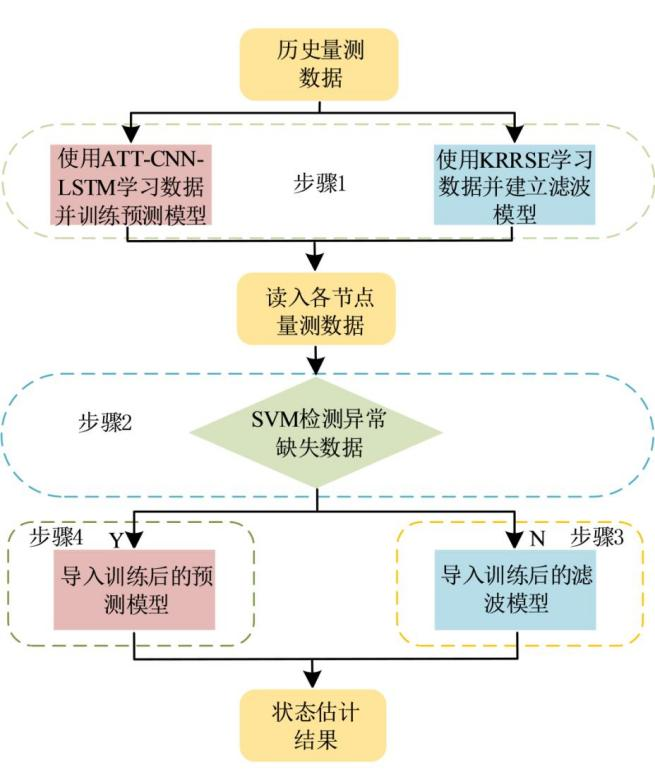 历史量测
数据
使用ATT-CNN-
LSTM学习数据
并训练预测模型
步骤1
使用KRRSE学习
数据并建立滤波
模型
读入各节点
量测数据
步骤2
SVM检测异常
缺失数据
步骤4
Y
N
步骤3
导入训练后的预
测模型
导入训练后的滤
波模型
状态估计
结果